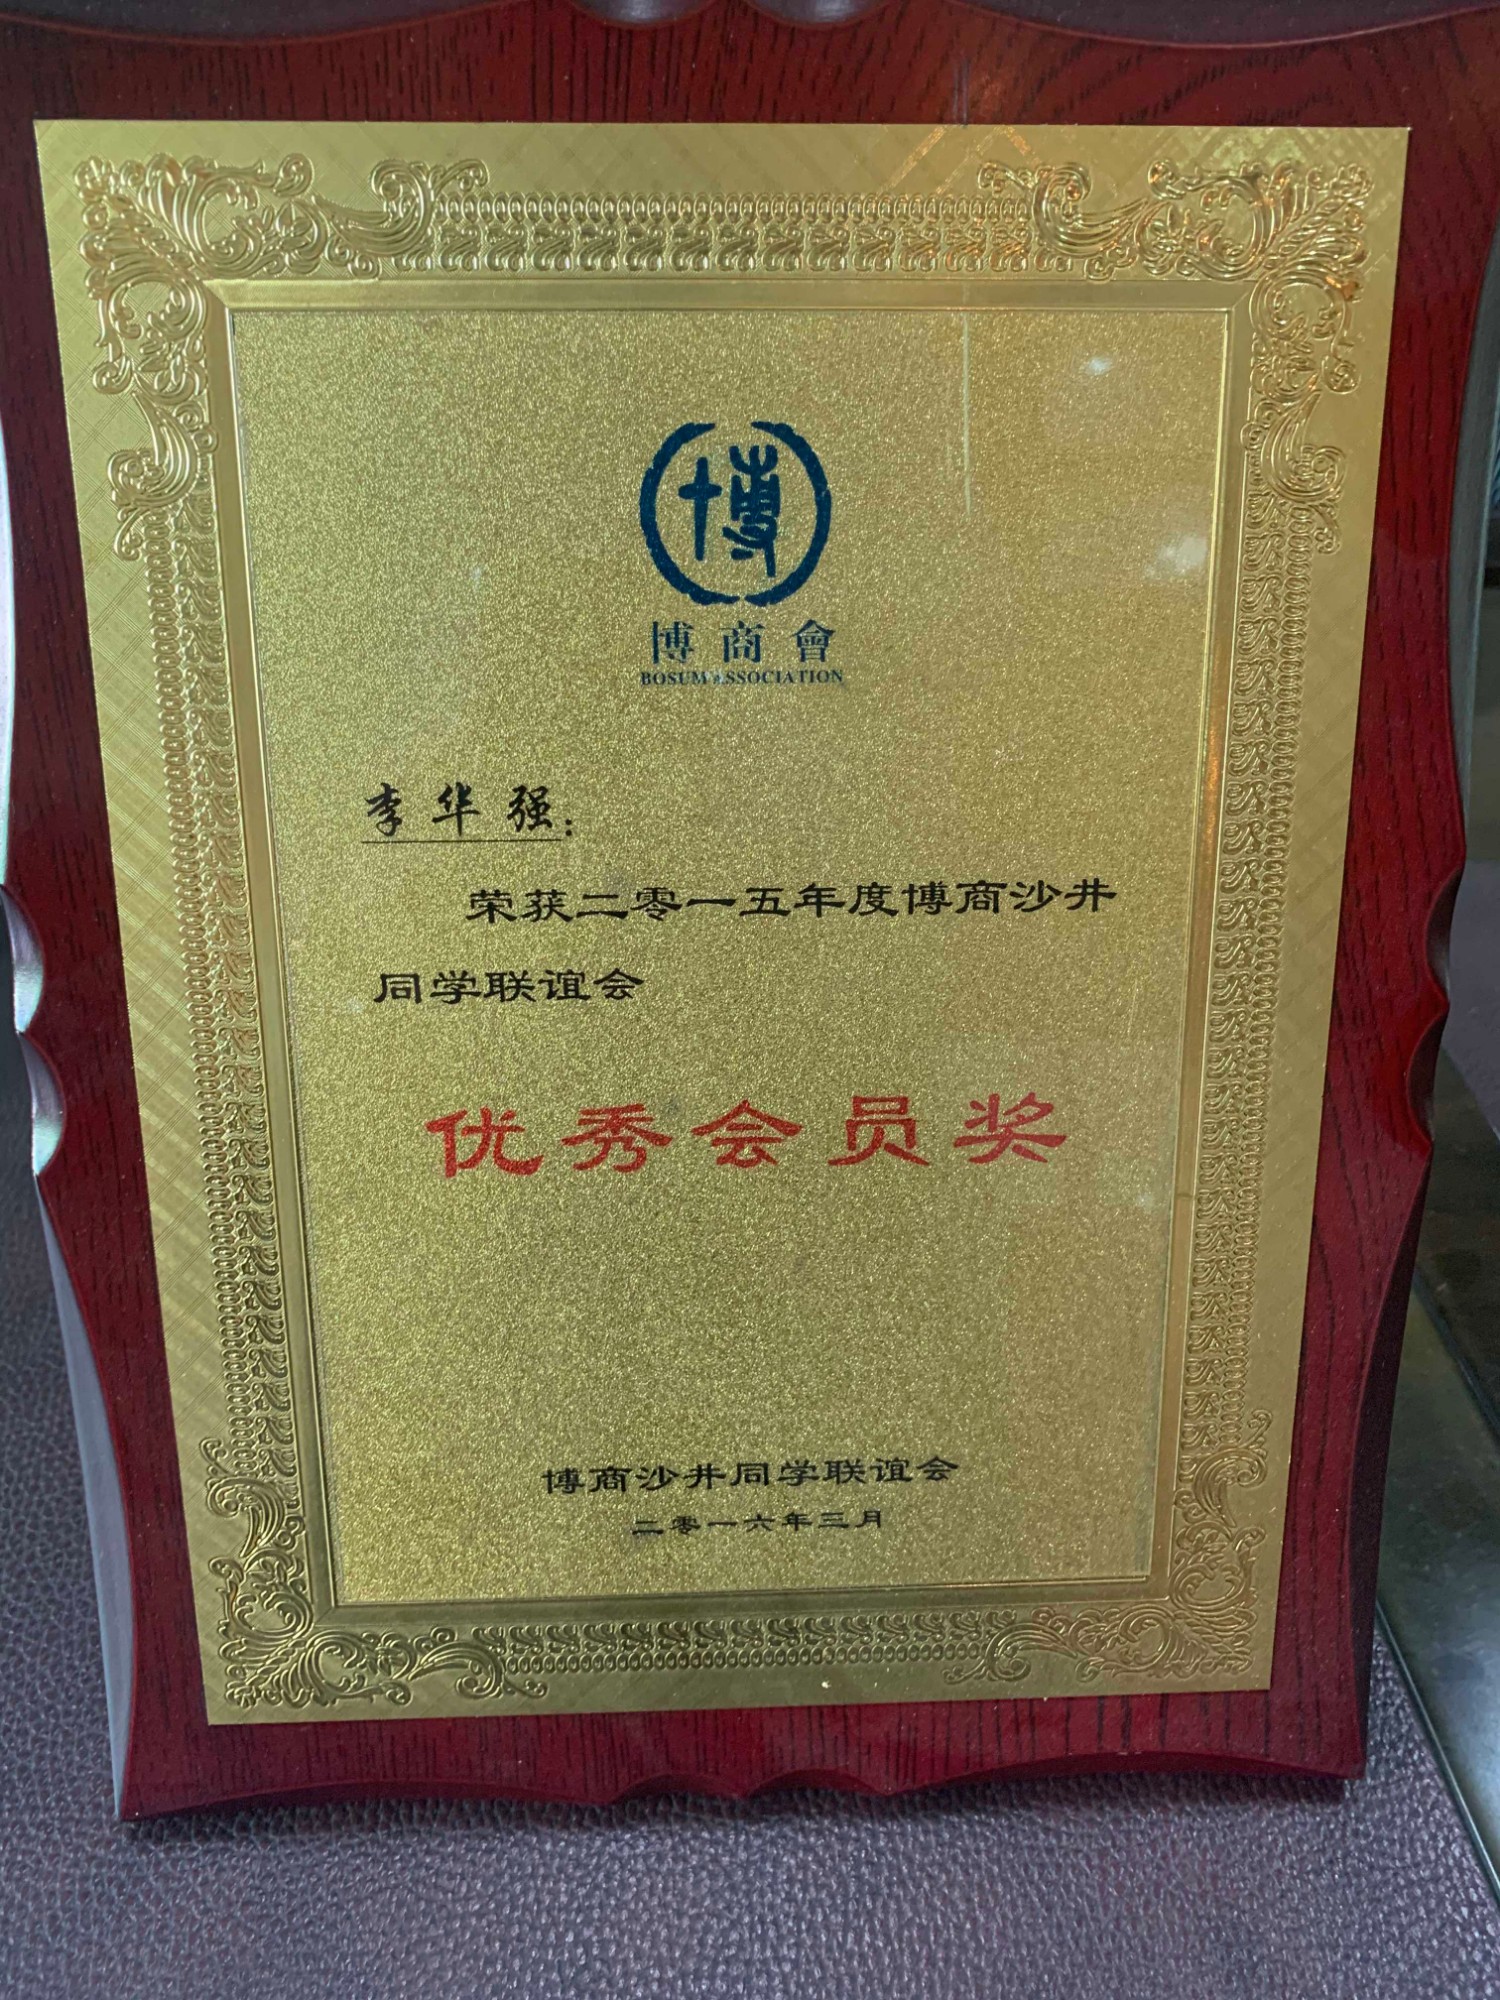 博
博商會
BOSUM ASSOCIATION
李华强：
荣获二零一五年度博商沙井
同学联谊会
优秀会员奖
博商沙井同学联谊会
二零一六年三月